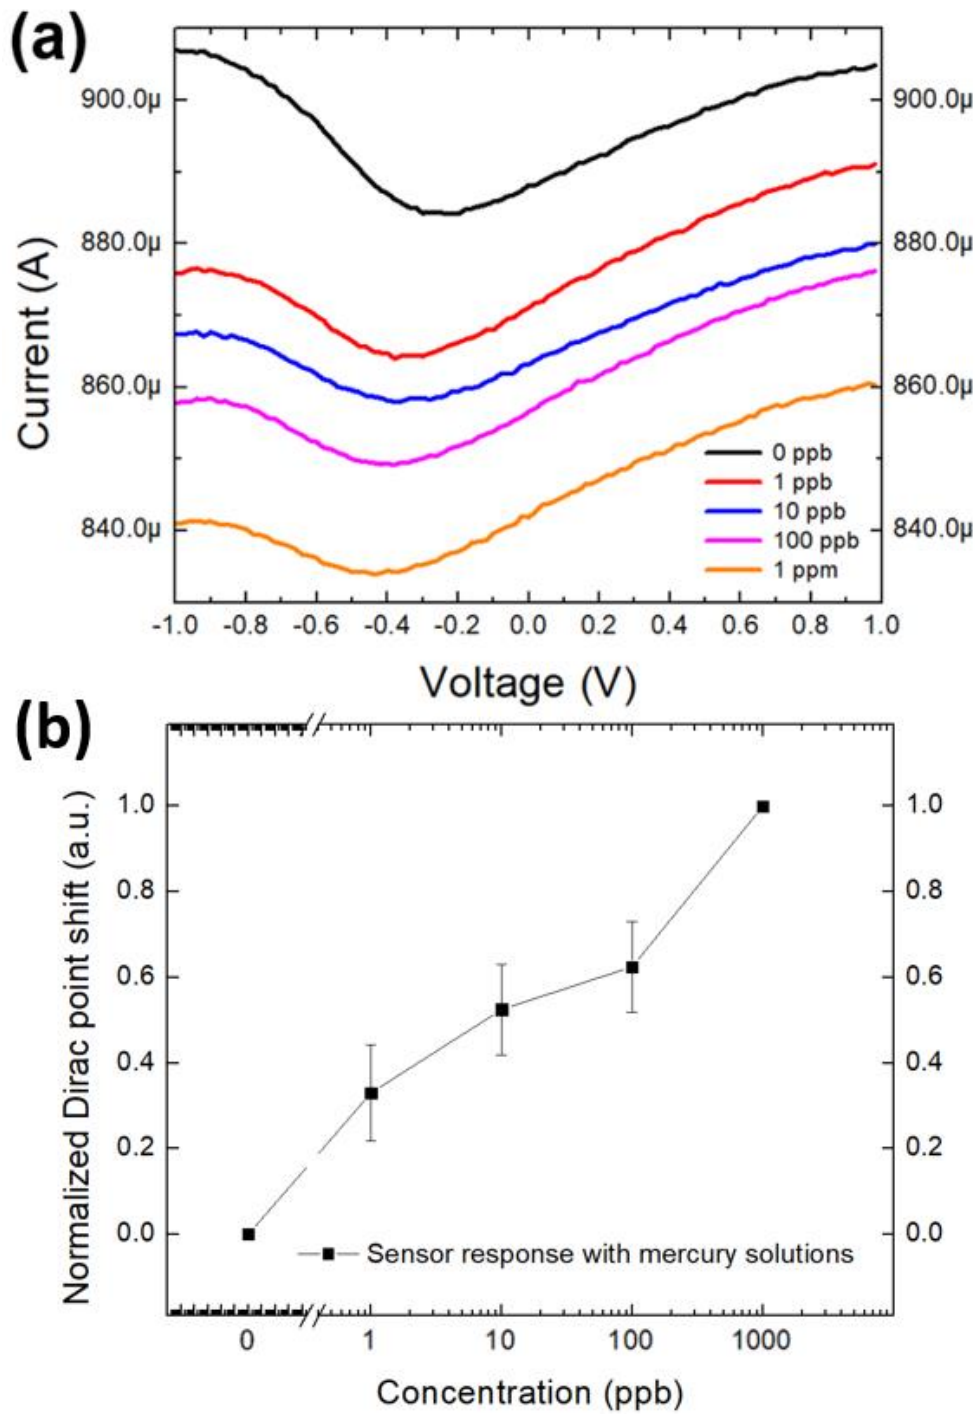 (a)
Current (A)
900.0µ
880.0µ
860.0µ
840.0µ
900.0µ
880.0µ
860.0µ
840.0µ
0 ppb
1 ppb
10 ppb
100 ppb
1 ppm
-1.0 -0.8 -0.6 -0.4 -0.2 0.0 0.2 0.4 0.6 0.8 1.0
Voltage (V)
(b)
Normalized Dirac point shift (a.u.)
1.0
0.8
0.6
0.4
0.2
0.0
1.0
0.8
0.6
0.4
0.2
0.0
Sensor response with mercury solutions
0 1 10 100 1000
Concentration (ppb)